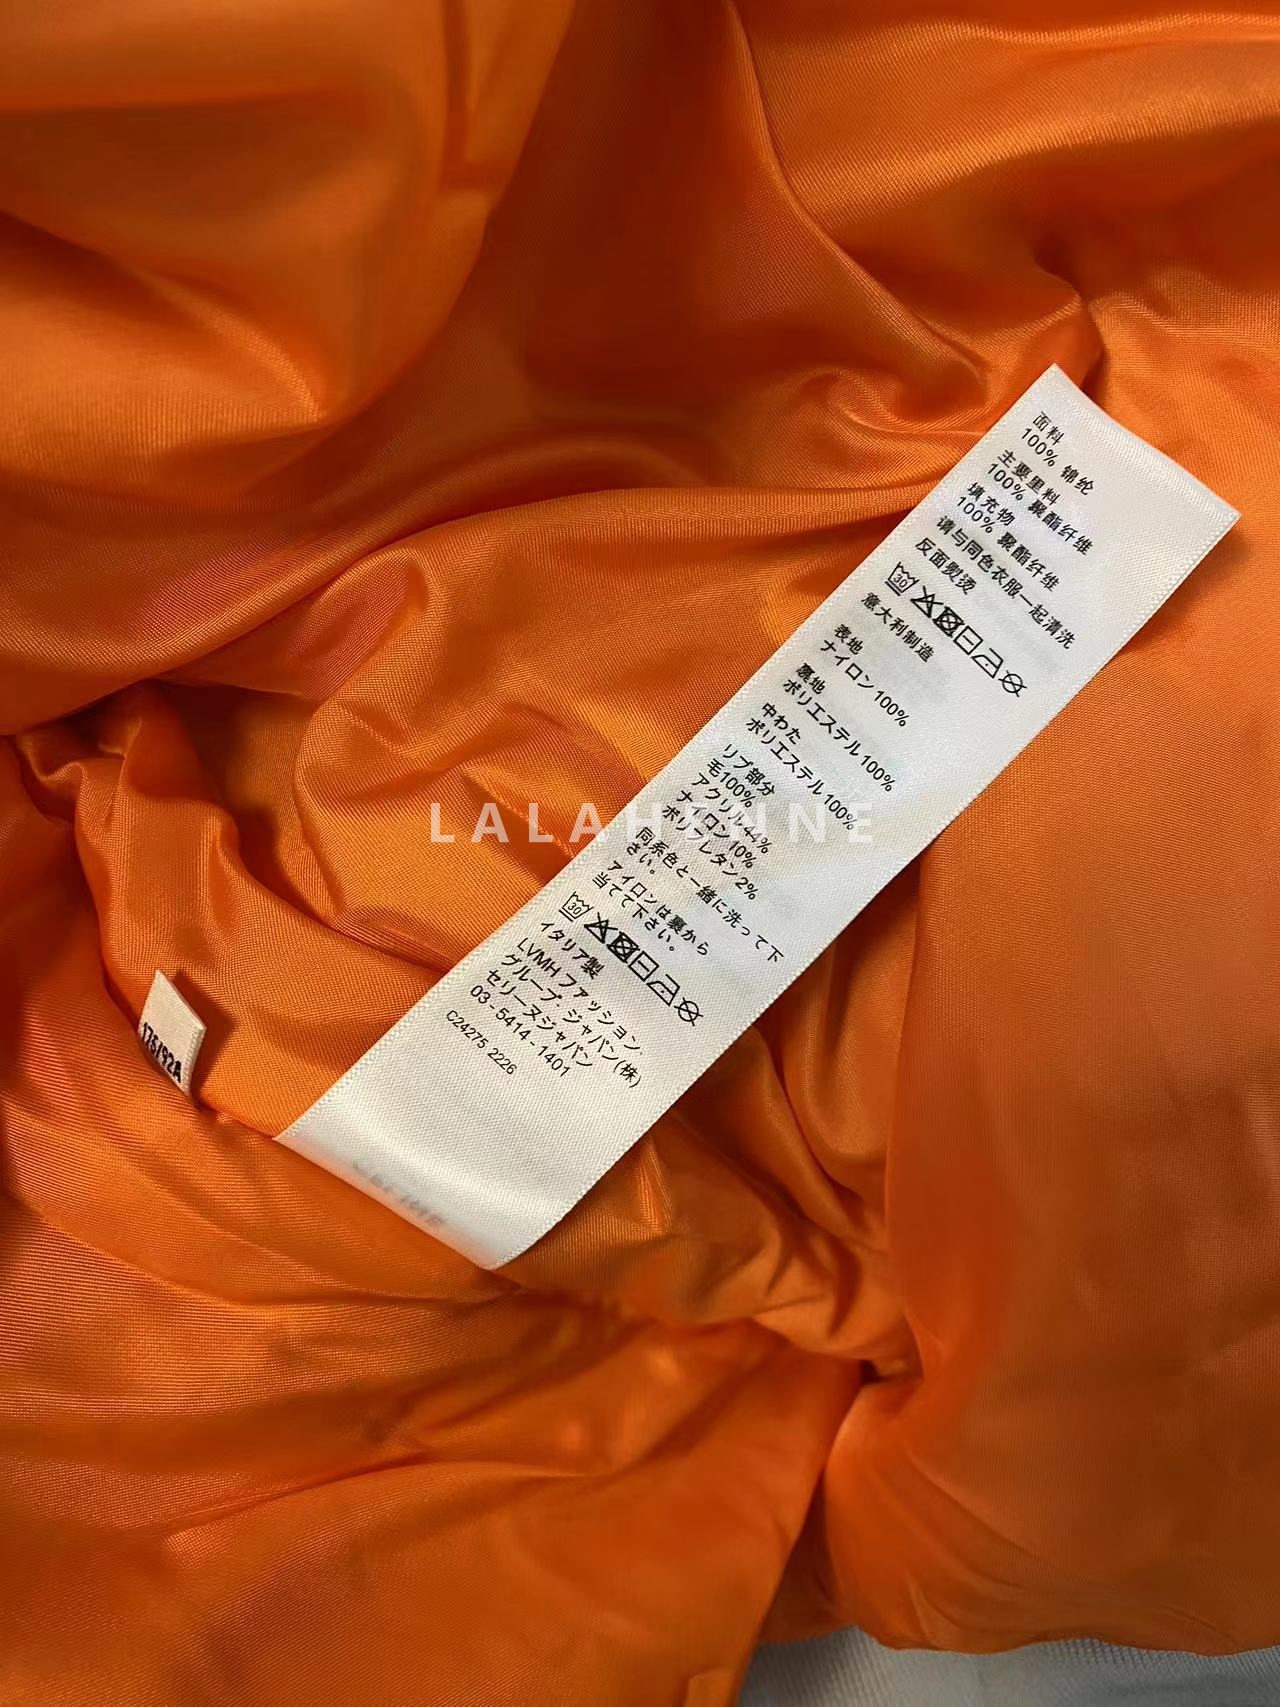 面料
100% 锦纶
主要里料
100% 聚酯纤维
填充物
100% 聚酯纤维
请与同色衣服一起清洗
反面熨烫
30
意大利制造
表地
ナイロン 100%
裏地
ポリエステル 100%
中わた
ポリエステル 100%
リブ部分
毛100%
アクリル44%
ナイロン10%
ポリウレタン2%
同系色と一緒に洗って下
さい。
アイロンは裏から
当てて下さい。
30
イタリア製
LVMH ファッション.
グループ.ジャパン(株)
セリーヌジャパン
03-5414-1401
C24275 2226
175/92A
LALAHENNE